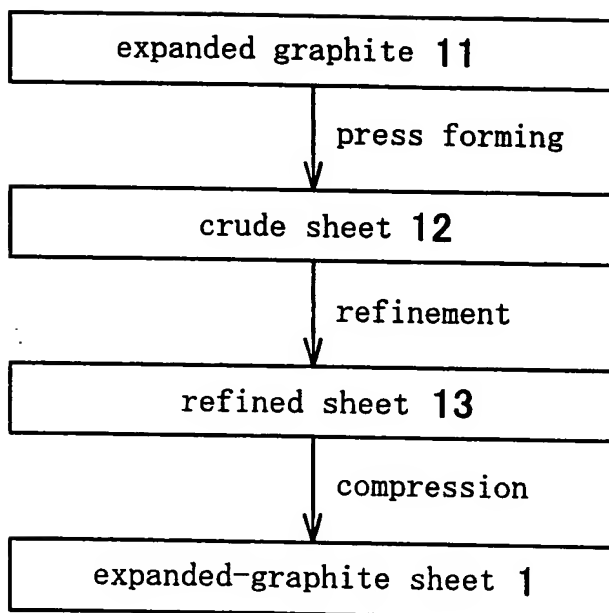 expanded graphite 11
press forming
crude sheet 12
refinement
refined sheet 13
compression
expanded-graphite sheet 1